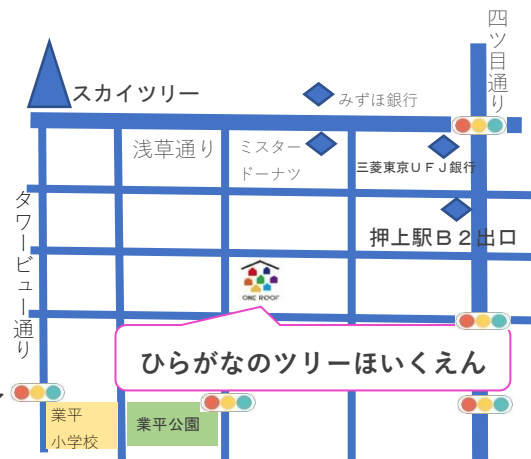 四ツ目通り
スカイツリー
みずほ銀行
浅草通り
ミスター
ドーナツ
三菱東京ＵＦＪ銀行
タワービュー通り
押上駅Ｂ２出口
ONE ROOF
ひらがなのツリーほいくえん
業平
小学校
業平公園